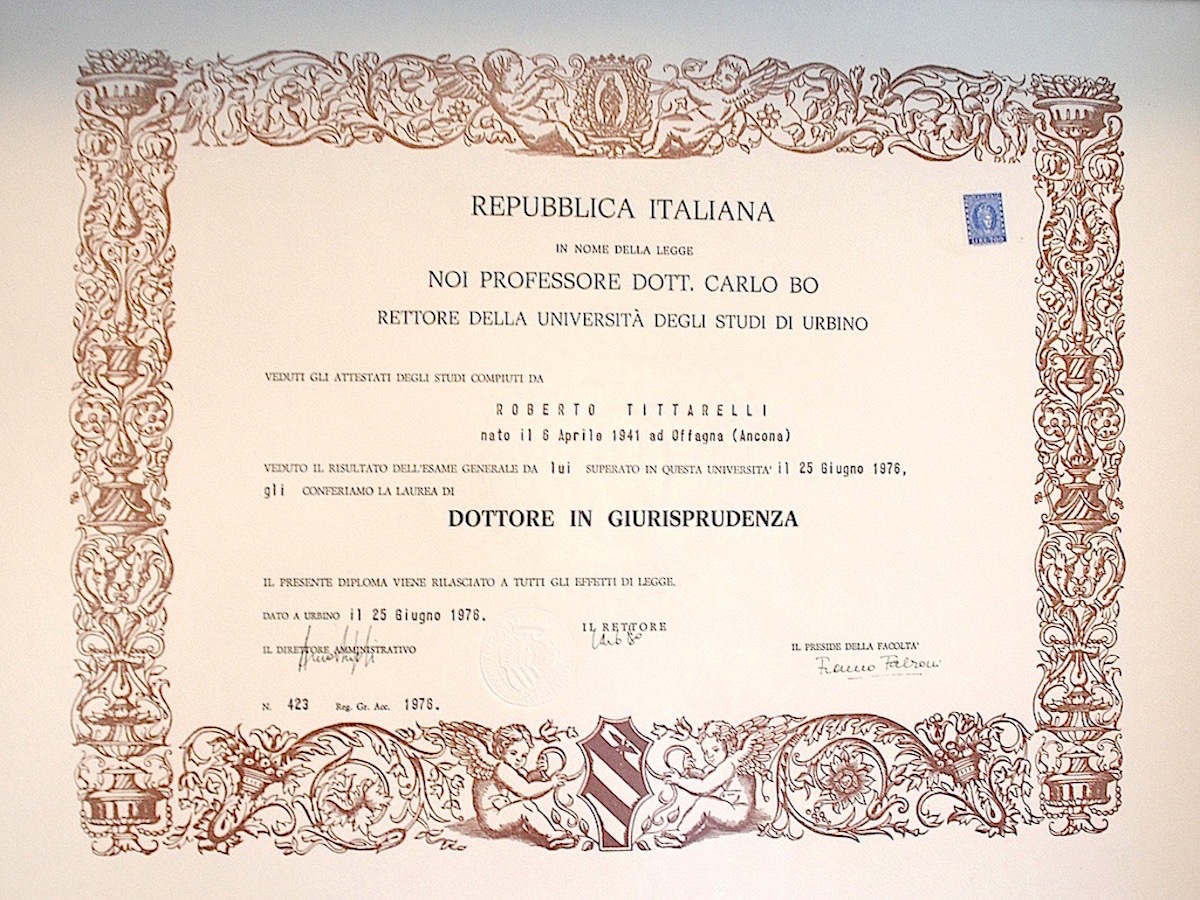 REPUBBLICA ITALIANA
IN NOME DELLA LEGGE
NOI PROFESSORE DOTT. CARLO BO
RETTORE DELLA UNIVERSITÀ DEGLI STUDI DI URBINO
VEDUTI GLI ATTESTATI DEGLI STUDI COMPIUTI DA
ROBERTO TITTARELLI
nato il 6 Aprile 1941 ad Offagna (Ancona)
VEDUTO IL RISULTATO DELL'ESAME GENERALE DA lui SUPERATO IN QUESTA UNIVERSITA' il 25 Giugno 1976,
gli CONFERIAMO LA LAUREA DI
DOTTORE IN GIURISPRUDENZA
IL PRESENTE DIPLOMA VIENE RILASCIATO A TUTTI GLI EFFETTI DI LEGGE.
DATO A URBINO il 25 Giugno 1976.
IL RETTORE
Carlo Bo
IL DIRETTORE AMMINISTRATIVO
IL PRESIDE DELLA FACOLTA'
N. 423 Reg. Gr. Acc. 1976.